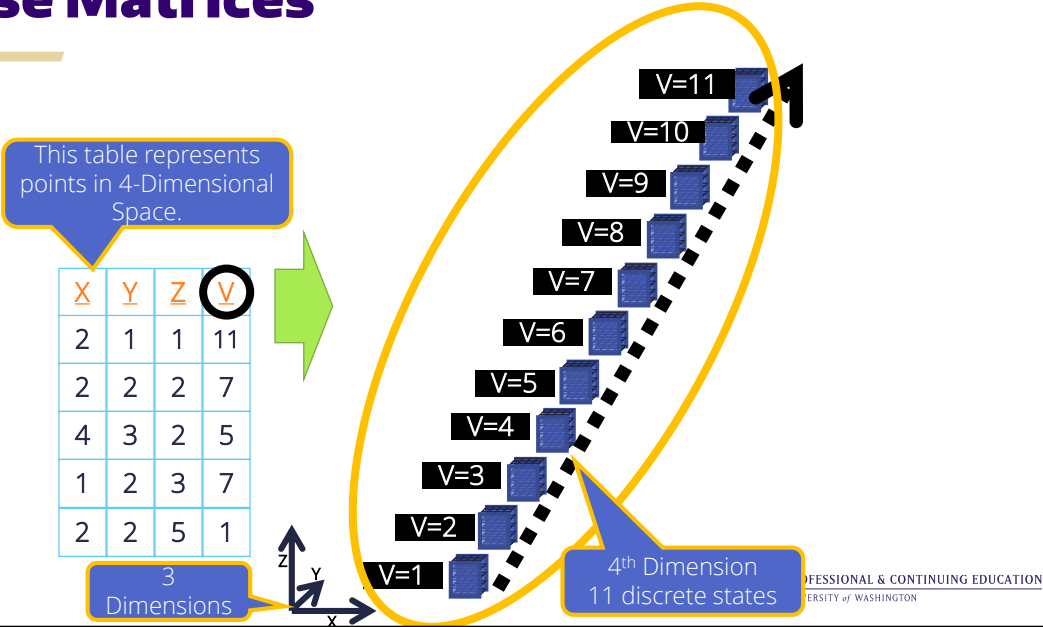 se Matrices
This table represents
points in 4-Dimensional
Space.
X Y Z V
2 1 1 11
2 2 2 7
4 3 2 5
1 2 3 7
2 2 5 1
3
Dimensions
Z
Y
X
V=11
V=10
V=9
V=8
V=7
V=6
V=5
V=4
V=3
V=2
V=1
4th Dimension
11 discrete states
OFESSIONAL & CONTINUING EDUCATION
ERSITY of WASHINGTON